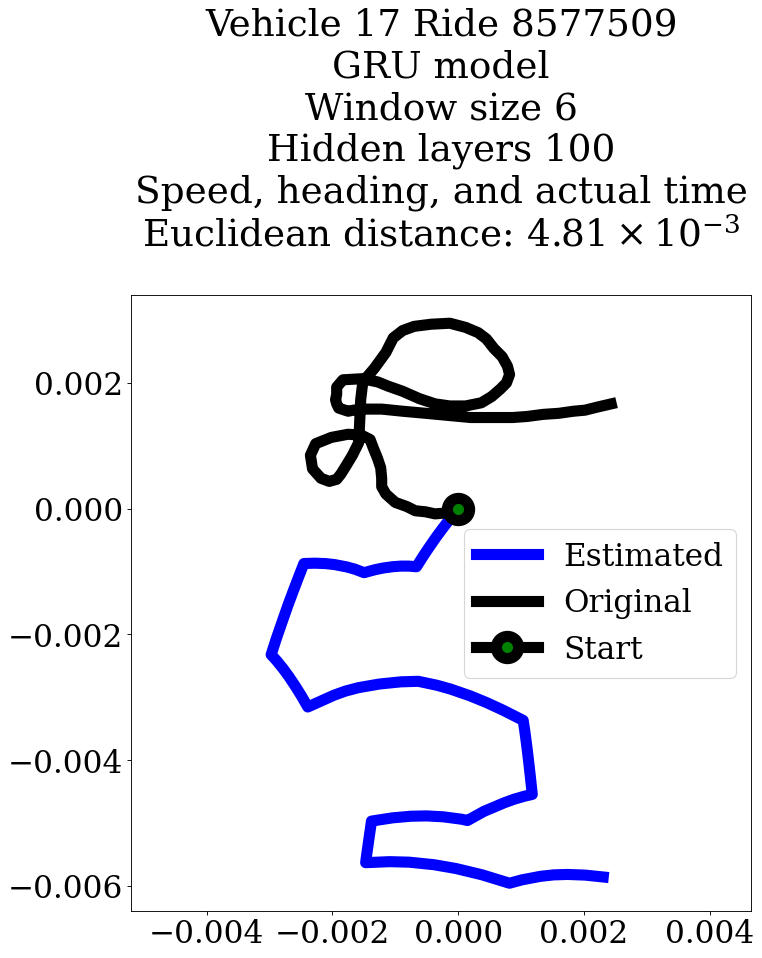 Vehicle 17 Ride 8577509
GRU model
Window size 6
Hidden layers 100
Speed, heading, and actual time
Euclidean distance: 4.81 × 10⁻³
0.002
0.000
Estimated
Original
−0.002
Start
−0.004
−0.006
−0.004 −0.002 0.000 0.002 0.004